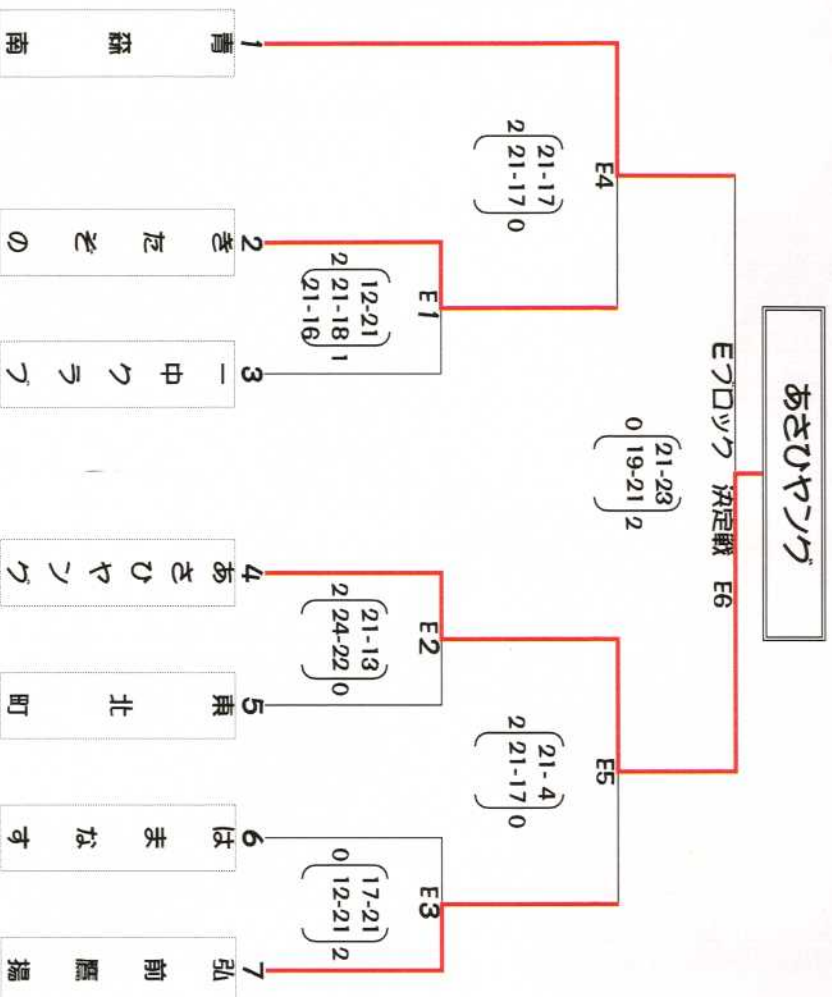 あさひヤング
Eブロック 決定戦 E6
21-23
0 19-21 2
E4
21-17
2 21-17 0
E5
21- 4
2 21-17 0
E1
12-21
2 21-18 1
21-16
E2
21-13
2 24-22 0
E3
17-21
0 12-21 2
1
2
3
4
5
6
7
青森南
きたぞの
一中クラブ
あさひヤング
東北町
はまなす
弘前鷹揚